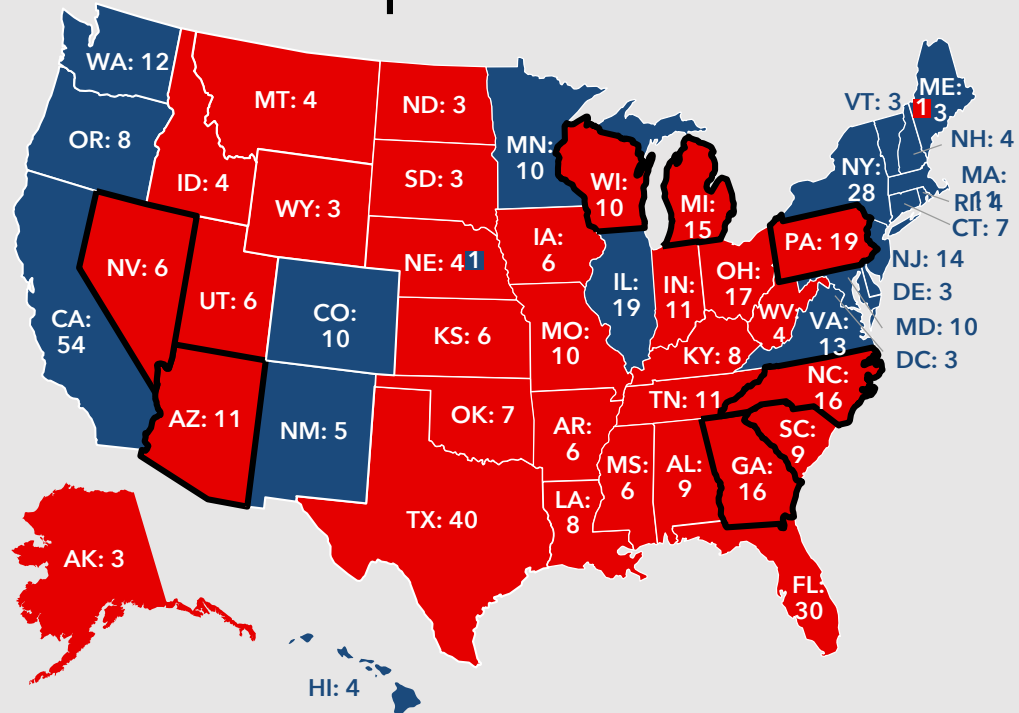 WA: 12
OR: 8
CA:
54
NV: 6
ID: 4
MT: 4
WY: 3
UT: 6
AZ: 11
CO:
10
NM: 5
ND: 3
SD: 3
NE: 4
1
KS: 6
OK: 7
TX: 40
MN:
10
IA:
6
MO:
10
AR:
6
LA:
8
WI:
10
IL:
19
MI:
15
IN:
11
OH:
17
KY: 8
TN: 11
MS:
6
AL:
9
GA:
16
FL:
30
SC:
9
NC:
16
VA:
13
WV:
4
PA: 19
NY:
28
VT: 3
1
ME:
3
NH: 4
MA:
11
RI: 4
CT: 7
NJ: 14
DE: 3
MD: 10
DC: 3
AK: 3
HI: 4